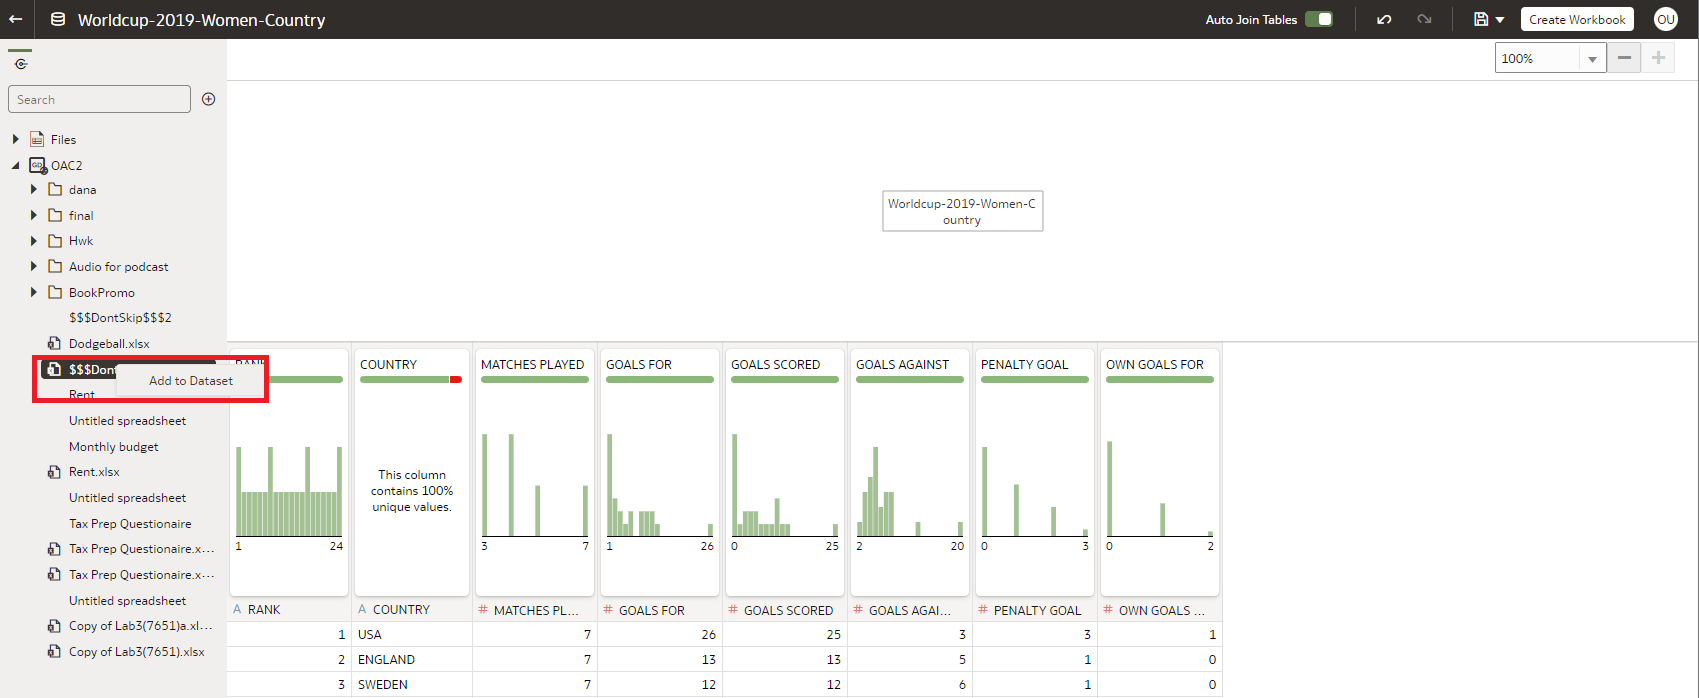 Worldcup-2019-Women-Country
Auto Join Tables
Create Workbook
OU
100%
Search
Files
OAC2
dana
final
Hwk
Audio for podcast
BookPromo
$$$DontSkip$$$2
Dodgeball.xlsx
$$$Dont
Add to Dataset
Rent
Untitled spreadsheet
Monthly budget
Rent.xlsx
Untitled spreadsheet
Tax Prep Questionaire
Tax Prep Questionaire.x...
Tax Prep Questionaire.x...
Untitled spreadsheet
Copy of Lab3(7651)a.xl...
Copy of Lab3(7651).xlsx
Worldcup-2019-Women-C
ountry
RANK
COUNTRY
MATCHES PLAYED
GOALS FOR
GOALS SCORED
GOALS AGAINST
PENALTY GOAL
OWN GOALS FOR
This column
contains 100%
unique values.
1 24
3 7
1 26
0 25
2 20
0 3
0 2
A RANK
A COUNTRY
# MATCHES PL...
# GOALS FOR
# GOALS SCORED
# GOALS AGAI...
# PENALTY GOAL
# OWN GOALS ...
1 USA 7 26 25 3 3 1
2 ENGLAND 7 13 13 5 1 0
3 SWEDEN 7 12 12 6 1 0